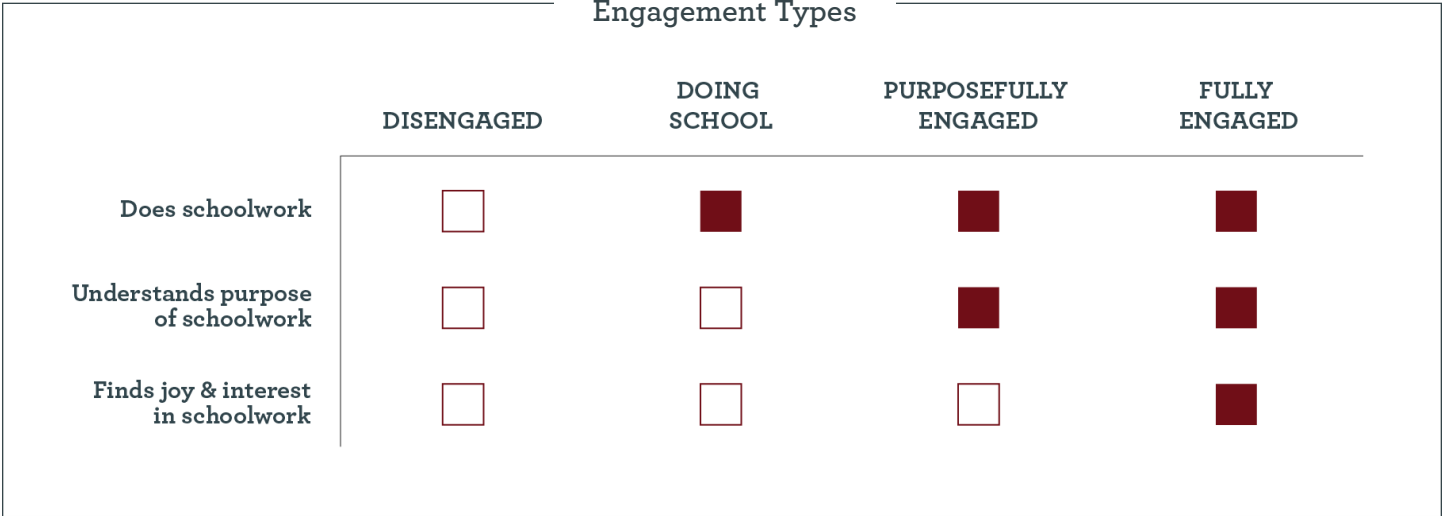 Engagement Types
DISENGAGED
DOING
SCHOOL
PURPOSEFULLY
ENGAGED
FULLY
ENGAGED
Does schoolwork
Understands purpose
of schoolwork
Finds joy & interest
in schoolwork